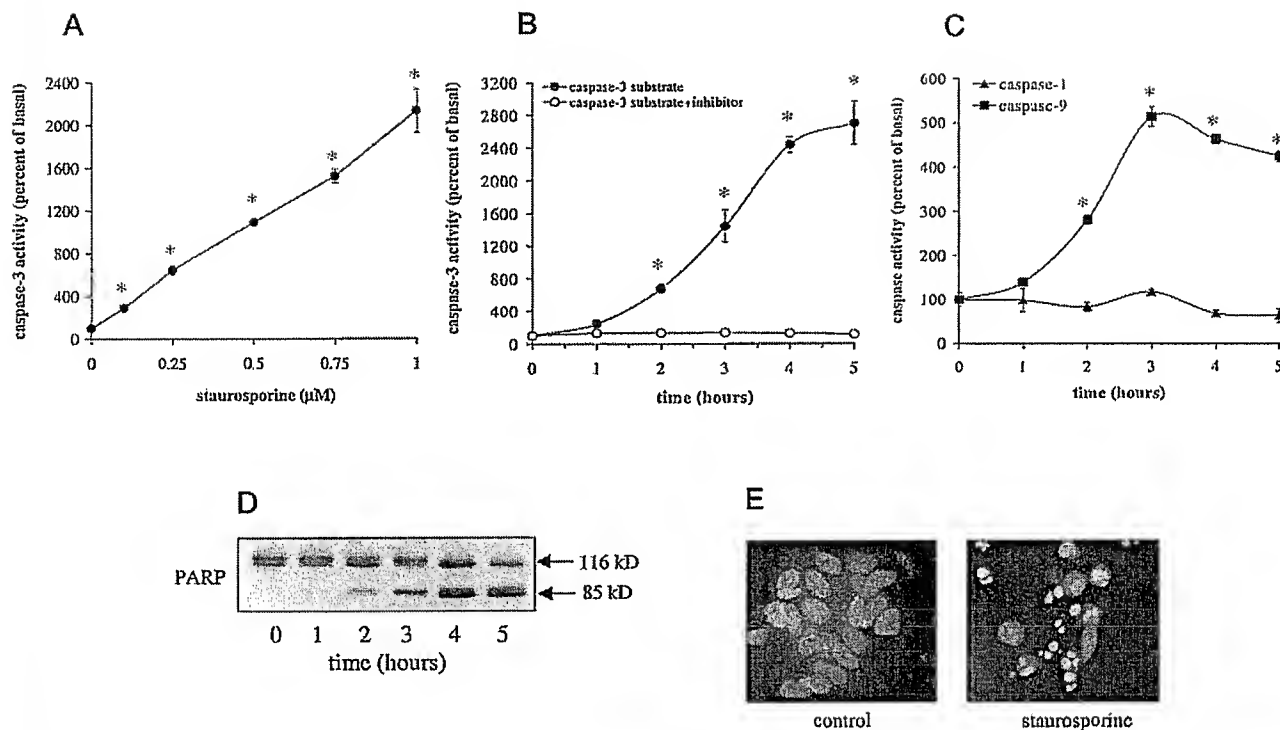 A
caspase-3 activity (percent of basal)
2400
2000
1600
1200
800
400
0
* * * * *
0 0.25 0.5 0.75 1
staurosporine (µM)
B
caspase-3 activity (percent of basal)
caspase-3 substrate
caspase-3 substrate+inhibitor
3200
2800
2400
2000
1600
1200
800
400
0
* * * *
0 1 2 3 4 5
time (hours)
C
caspase activity (percent of basal)
caspase-1
caspase-9
600
500
400
300
200
100
0
* * * *
0 1 2 3 4 5
time (hours)
D
PARP
116 kD
85 kD
0 1 2 3 4 5
time (hours)
E
control
staurosporine